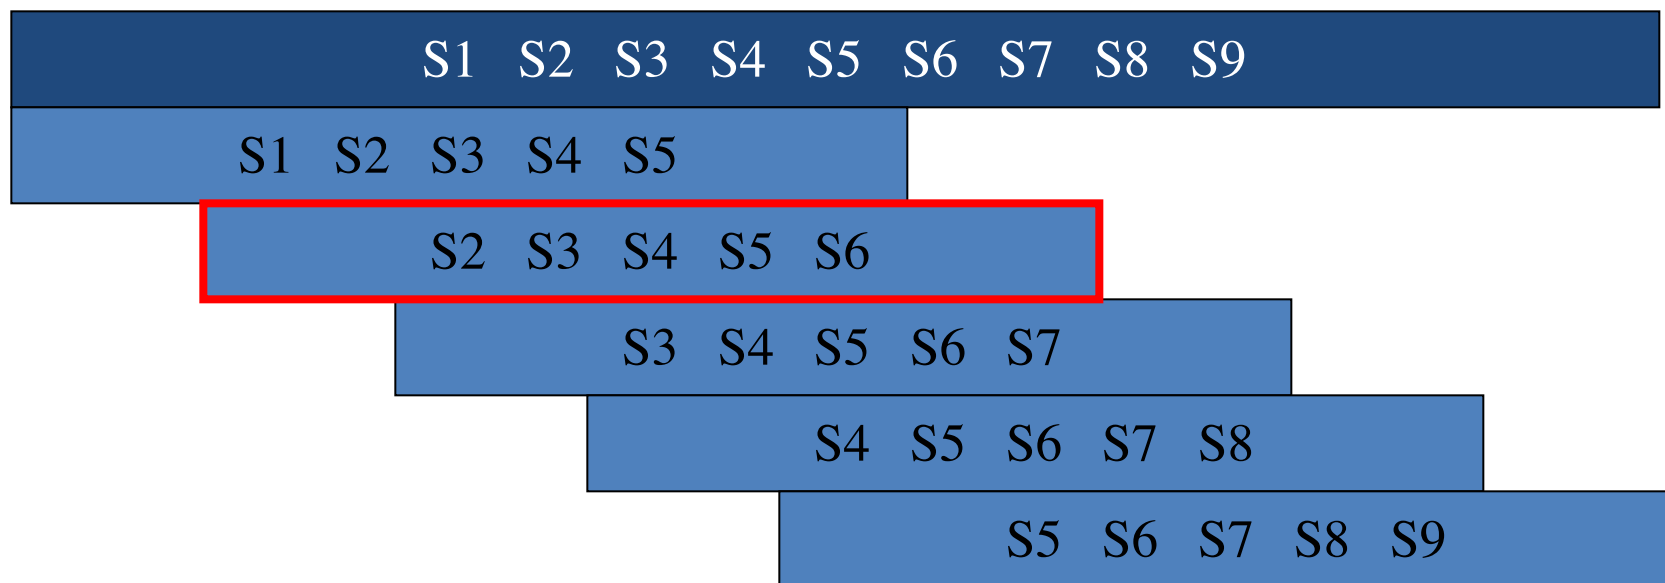 S1 S2 S3 S4 S5 S6 S7 S8 S9
S1 S2 S3 S4 S5
S2 S3 S4 S5 S6
S3 S4 S5 S6 S7
S4 S5 S6 S7 S8
S5 S6 S7 S8 S9